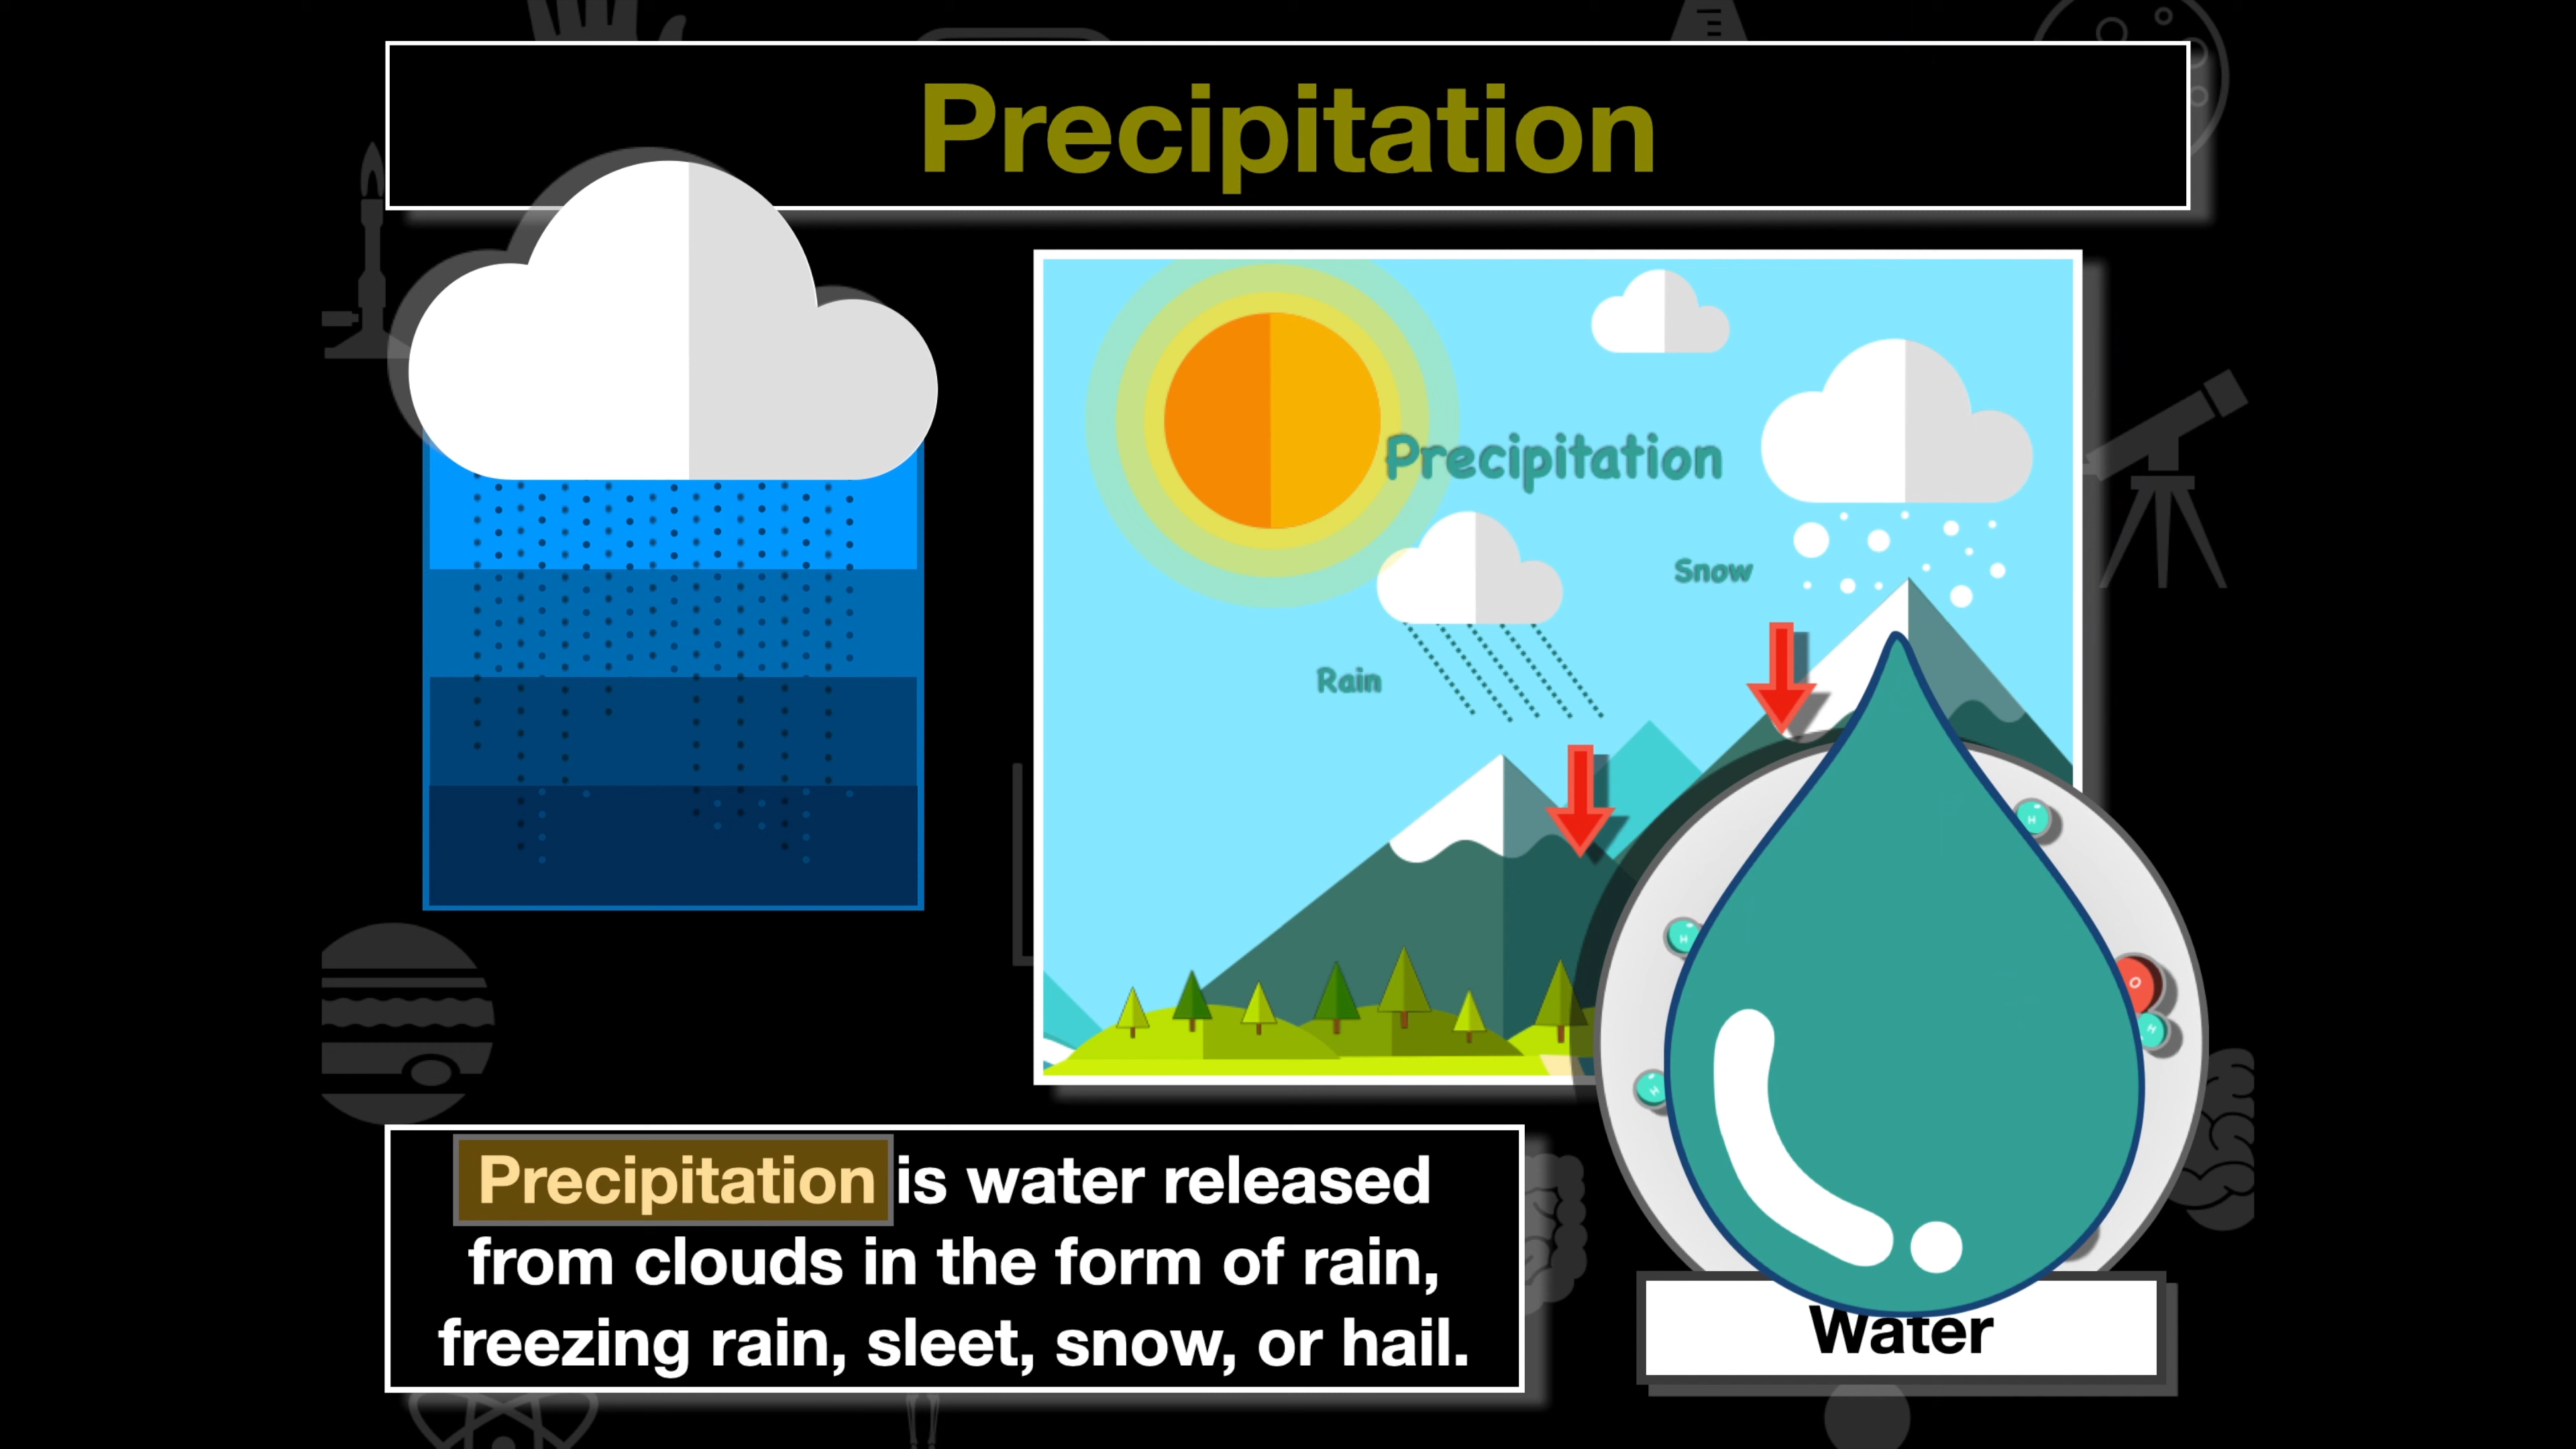 Precipitation
Precipitation
Snow
Rain
H
H
O
H
H
Precipitation is water released
from clouds in the form of rain,
freezing rain, sleet, snow, or hail.
Water